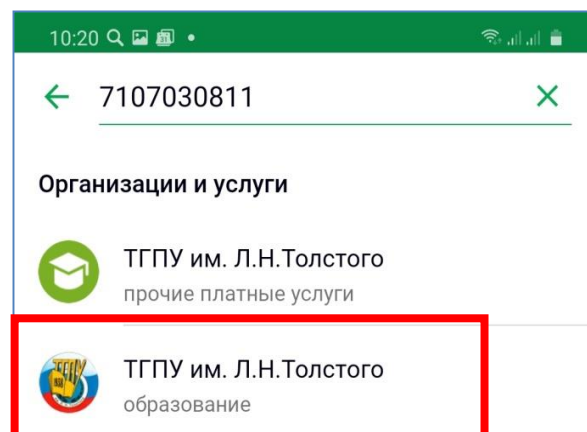 10:20
7107030811
Организации и услуги
ТГПУ им. Л.Н.Толстого
прочие платные услуги
ТГПУ им. Л.Н.Толстого
образование